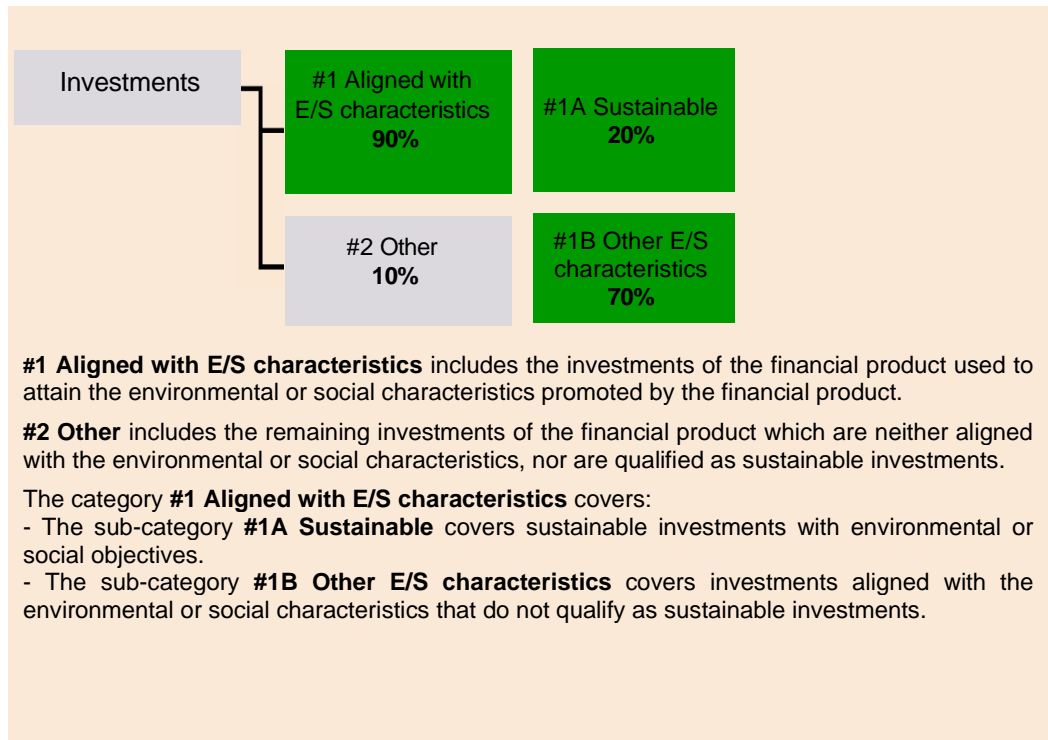 Investments
#1 Aligned with
E/S characteristics
90%
#1A Sustainable
20%
#2 Other
10%
#1B Other E/S
characteristics
70%
#1 Aligned with E/S characteristics includes the investments of the financial product used to
attain the environmental or social characteristics promoted by the financial product.
#2 Other includes the remaining investments of the financial product which are neither aligned
with the environmental or social characteristics, nor are qualified as sustainable investments.
The category #1 Aligned with E/S characteristics covers:
- The sub-category #1A Sustainable covers sustainable investments with environmental or
social objectives.
- The sub-category #1B Other E/S characteristics covers investments aligned with the
environmental or social characteristics that do not qualify as sustainable investments.